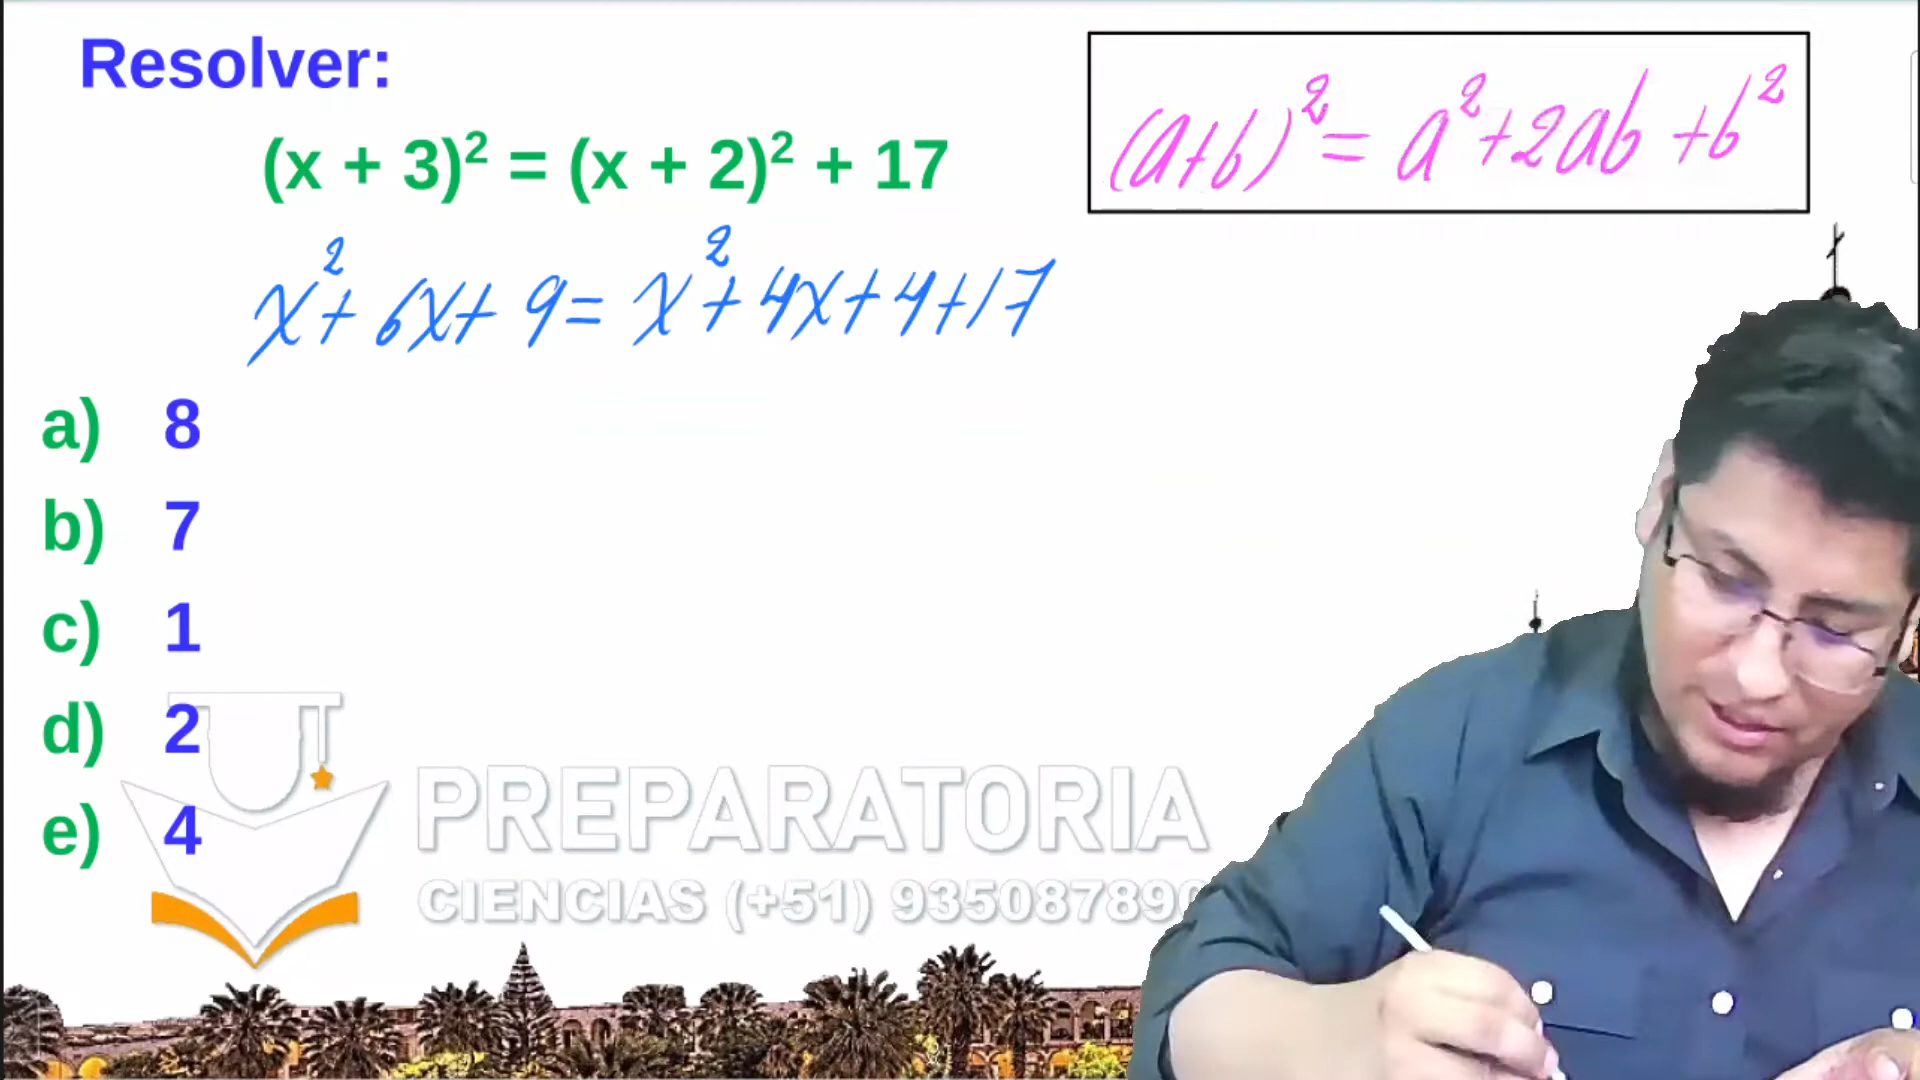 Resolver:
(x + 3)² = (x + 2)² + 17
(a+b)² = a² + 2ab + b²
x² + 6x + 9 = x² + 4x + 4 + 17
a) 8
b) 7
c) 1
d) 2
e) 4
PREPARATORIA
CIENCIAS (+51) 935087890